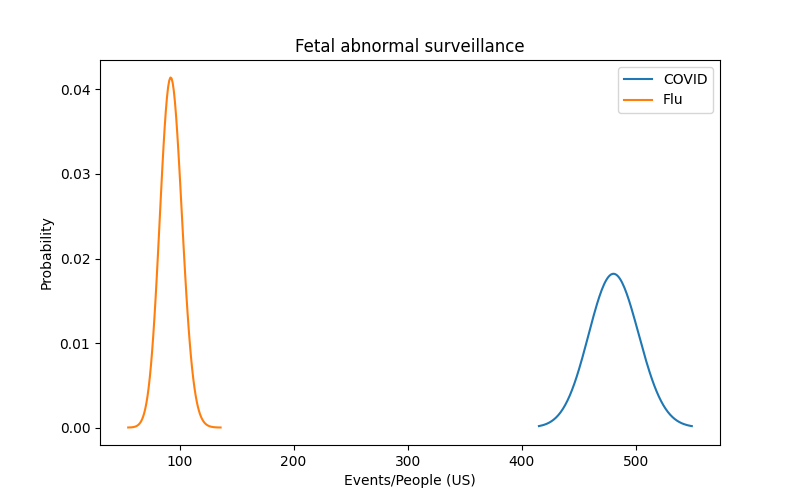 Fetal abnormal surveillance
COVID
Flu
Probability
0.04
0.03
0.02
0.01
0.00
100
200
300
400
500
Events/People (US)